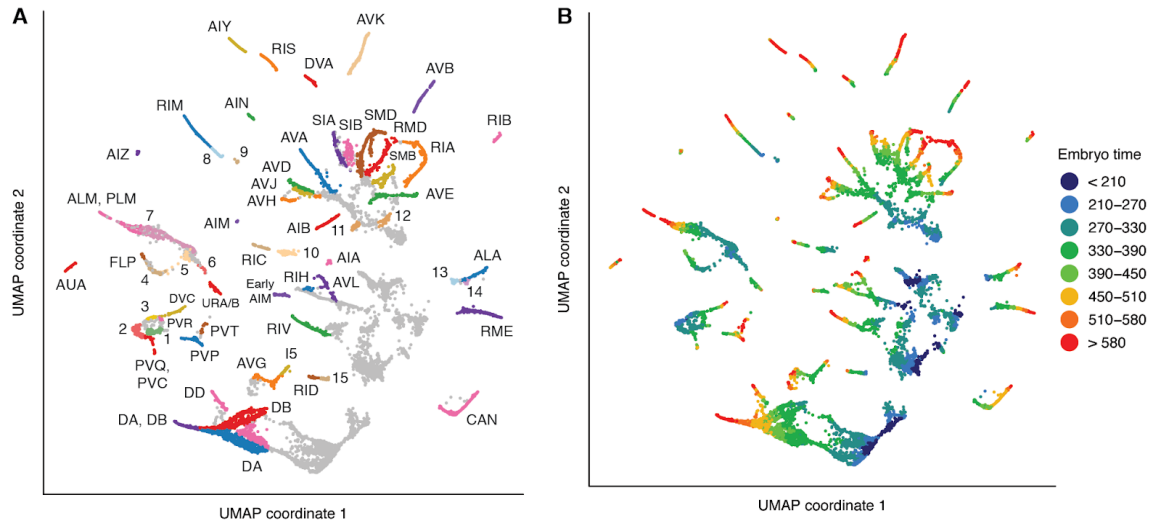 A
AVK
AIY
RIS
DVA
AVB
RIM
AIN
SIA
SIB
SMD
RMD
RIB
AVA
RIA
AIZ
8
9
SMB
AVD
AVJ
AVH
AVE
ALM, PLM
7
AIM
AIB
11
12
FLP
4
5
6
RIC
10
AIA
ALA
AUA
URA/B
Early
AIM
RIH
AVL
13
14
3
DVC
2
PVR
1
PVT
RIV
RME
PVP
PVQ,
PVC
AVG
I5
RID
15
DD
DB
DA, DB
CAN
DA
UMAP coordinate 2
UMAP coordinate 1
B
UMAP coordinate 2
UMAP coordinate 1
Embryo time
< 210
210–270
270–330
330–390
390–450
450–510
510–580
> 580